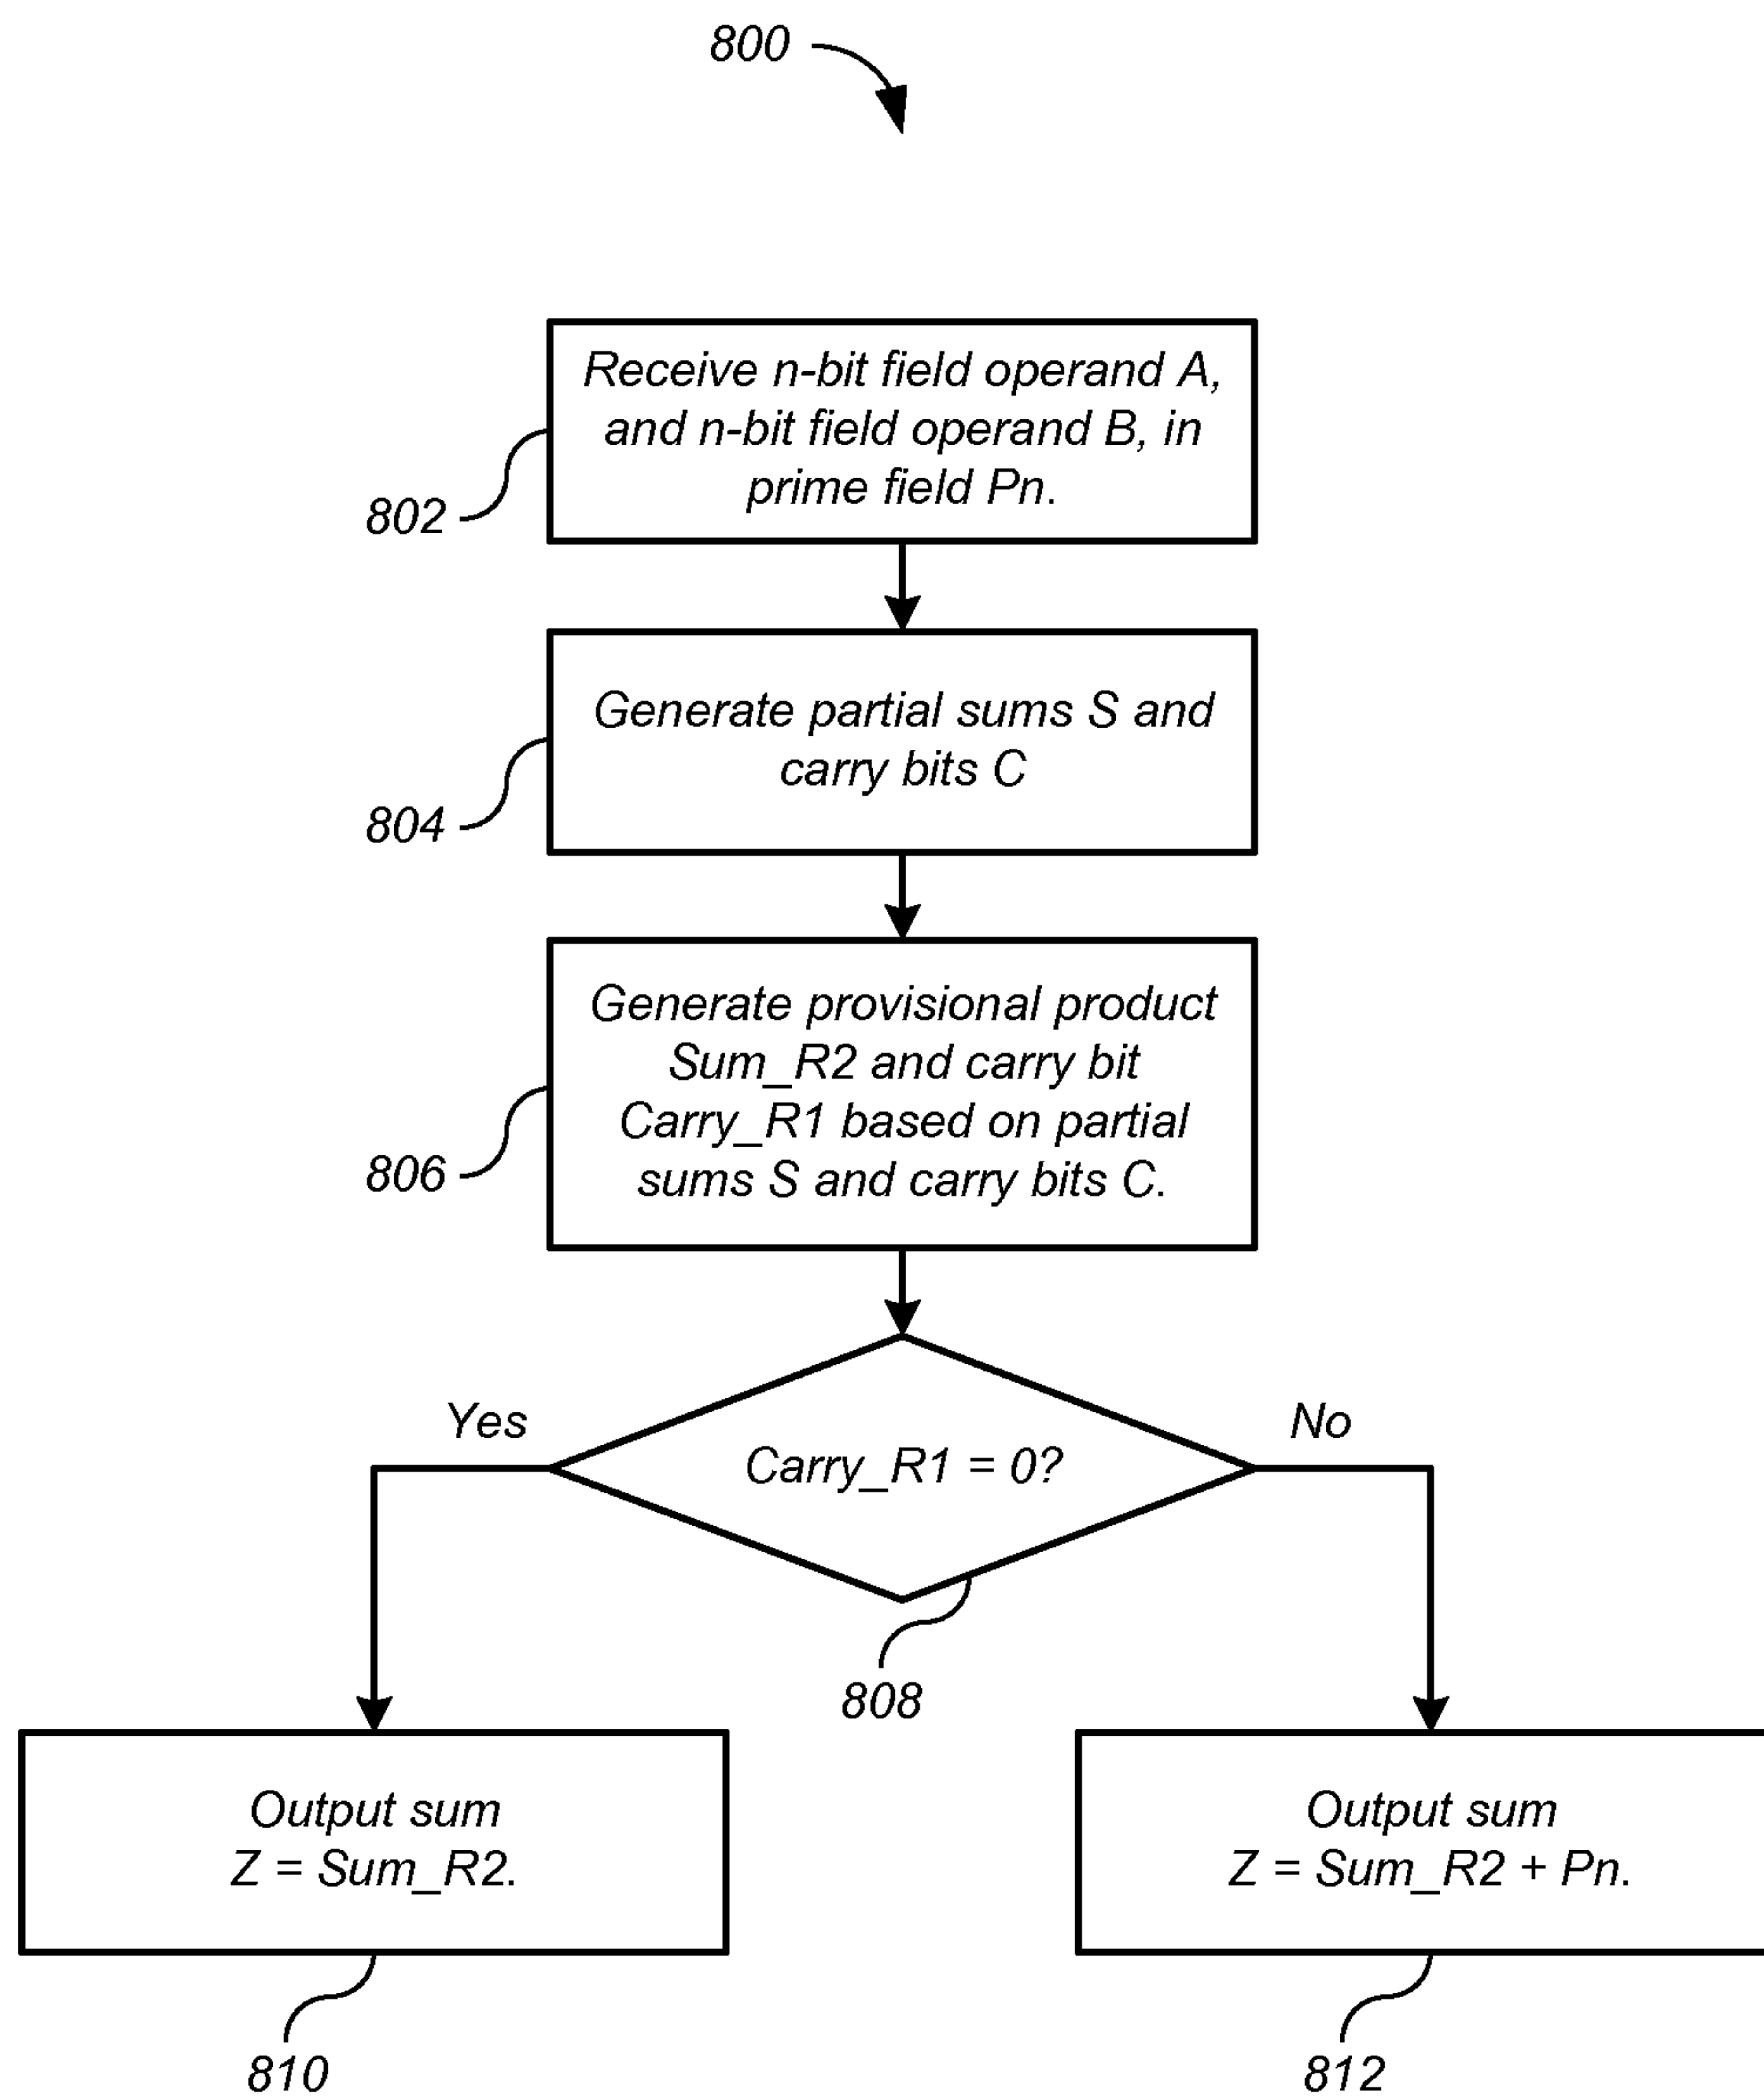 800
Receive n-bit field operand A,
and n-bit field operand B, in
prime field Pn.
802
Generate partial sums S and
carry bits C
804
Generate provisional product
Sum_R2 and carry bit
Carry_R1 based on partial
sums S and carry bits C.
806
Yes
No
Carry_R1 = 0?
808
Output sum
Z = Sum_R2.
810
Output sum
Z = Sum_R2 + Pn.
812